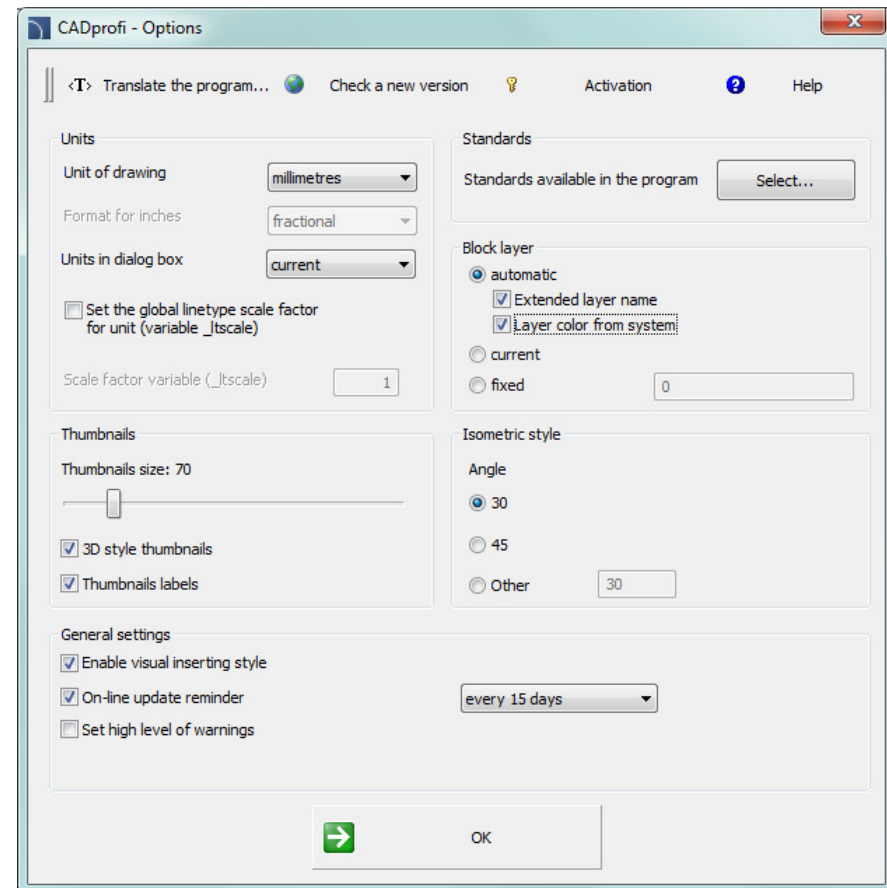 CADprofi - Options
<T> Translate the program...
Check a new version
Activation
Help
Units
Unit of drawing
millimetres
Format for inches
fractional
Units in dialog box
current
Set the global linetype scale factor
for unit (variable _ltscale)
Scale factor variable (_ltscale)
1
Standards
Standards available in the program
Select...
Block layer
automatic
Extended layer name
Layer color from system
current
fixed
0
Thumbnails
Thumbnails size: 70
3D style thumbnails
Thumbnails labels
Isometric style
Angle
30
45
Other
30
General settings
Enable visual inserting style
On-line update reminder
every 15 days
Set high level of warnings
OK